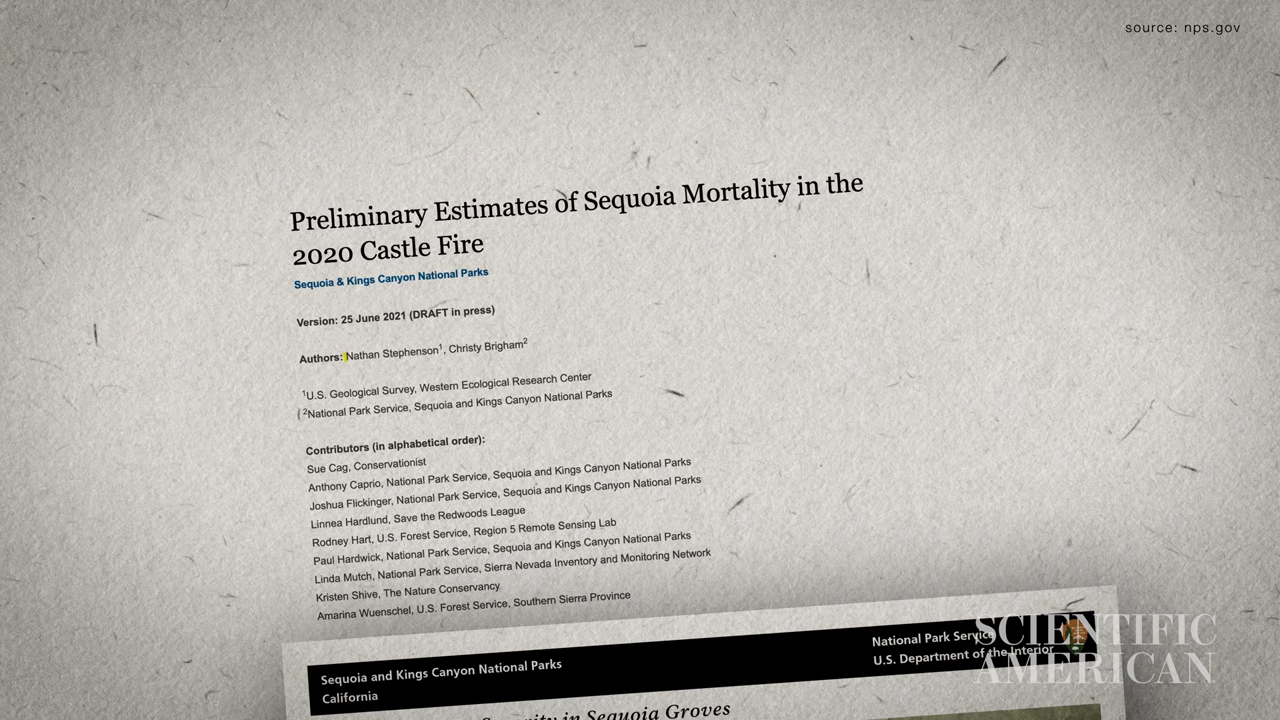 source: nps.gov
Preliminary Estimates of Sequoia Mortality in the
2020 Castle Fire
Sequoia & Kings Canyon National Parks
Version: 25 June 2021 (DRAFT in press)
Authors: Nathan Stephenson¹, Christy Brigham²
¹U.S. Geological Survey, Western Ecological Research Center
²National Park Service, Sequoia and Kings Canyon National Parks
Contributors (in alphabetical order):
Sue Cag, Conservationist
Anthony Caprio, National Park Service, Sequoia and Kings Canyon National Parks
Joshua Flickinger, National Park Service, Sequoia and Kings Canyon National Parks
Linnea Hardlund, Save the Redwoods League
Rodney Hart, U.S. Forest Service, Region 5 Remote Sensing Lab
Paul Hardwick, National Park Service, Sequoia and Kings Canyon National Parks
Linda Mutch, National Park Service, Sierra Nevada Inventory and Monitoring Network
Kristen Shive, The Nature Conservancy
Amarina Wuenschel, U.S. Forest Service, Southern Sierra Province
Sequoia and Kings Canyon National Parks
California
National Park Service
U.S. Department of the Interior
SCIENTIFIC
AMERICAN
in Sequoia Groves